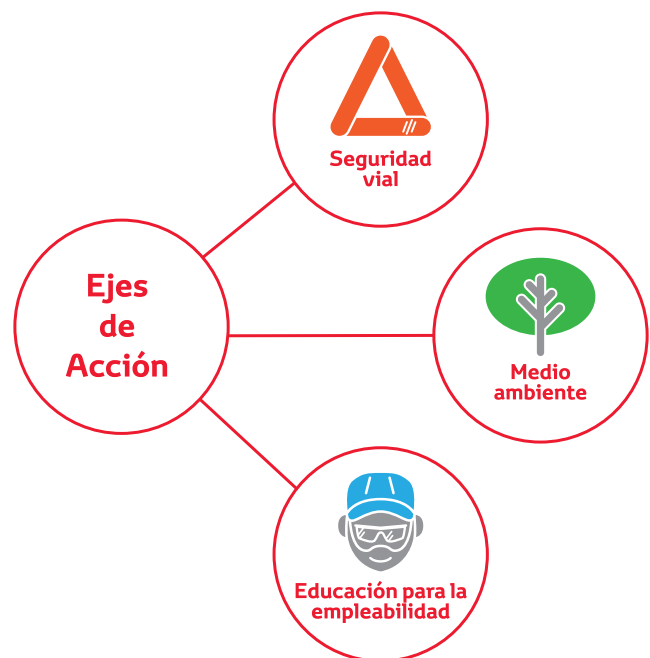 Seguridad
vial
Ejes
de
Acción
Medio
ambiente
Educación para la
empleabilidad